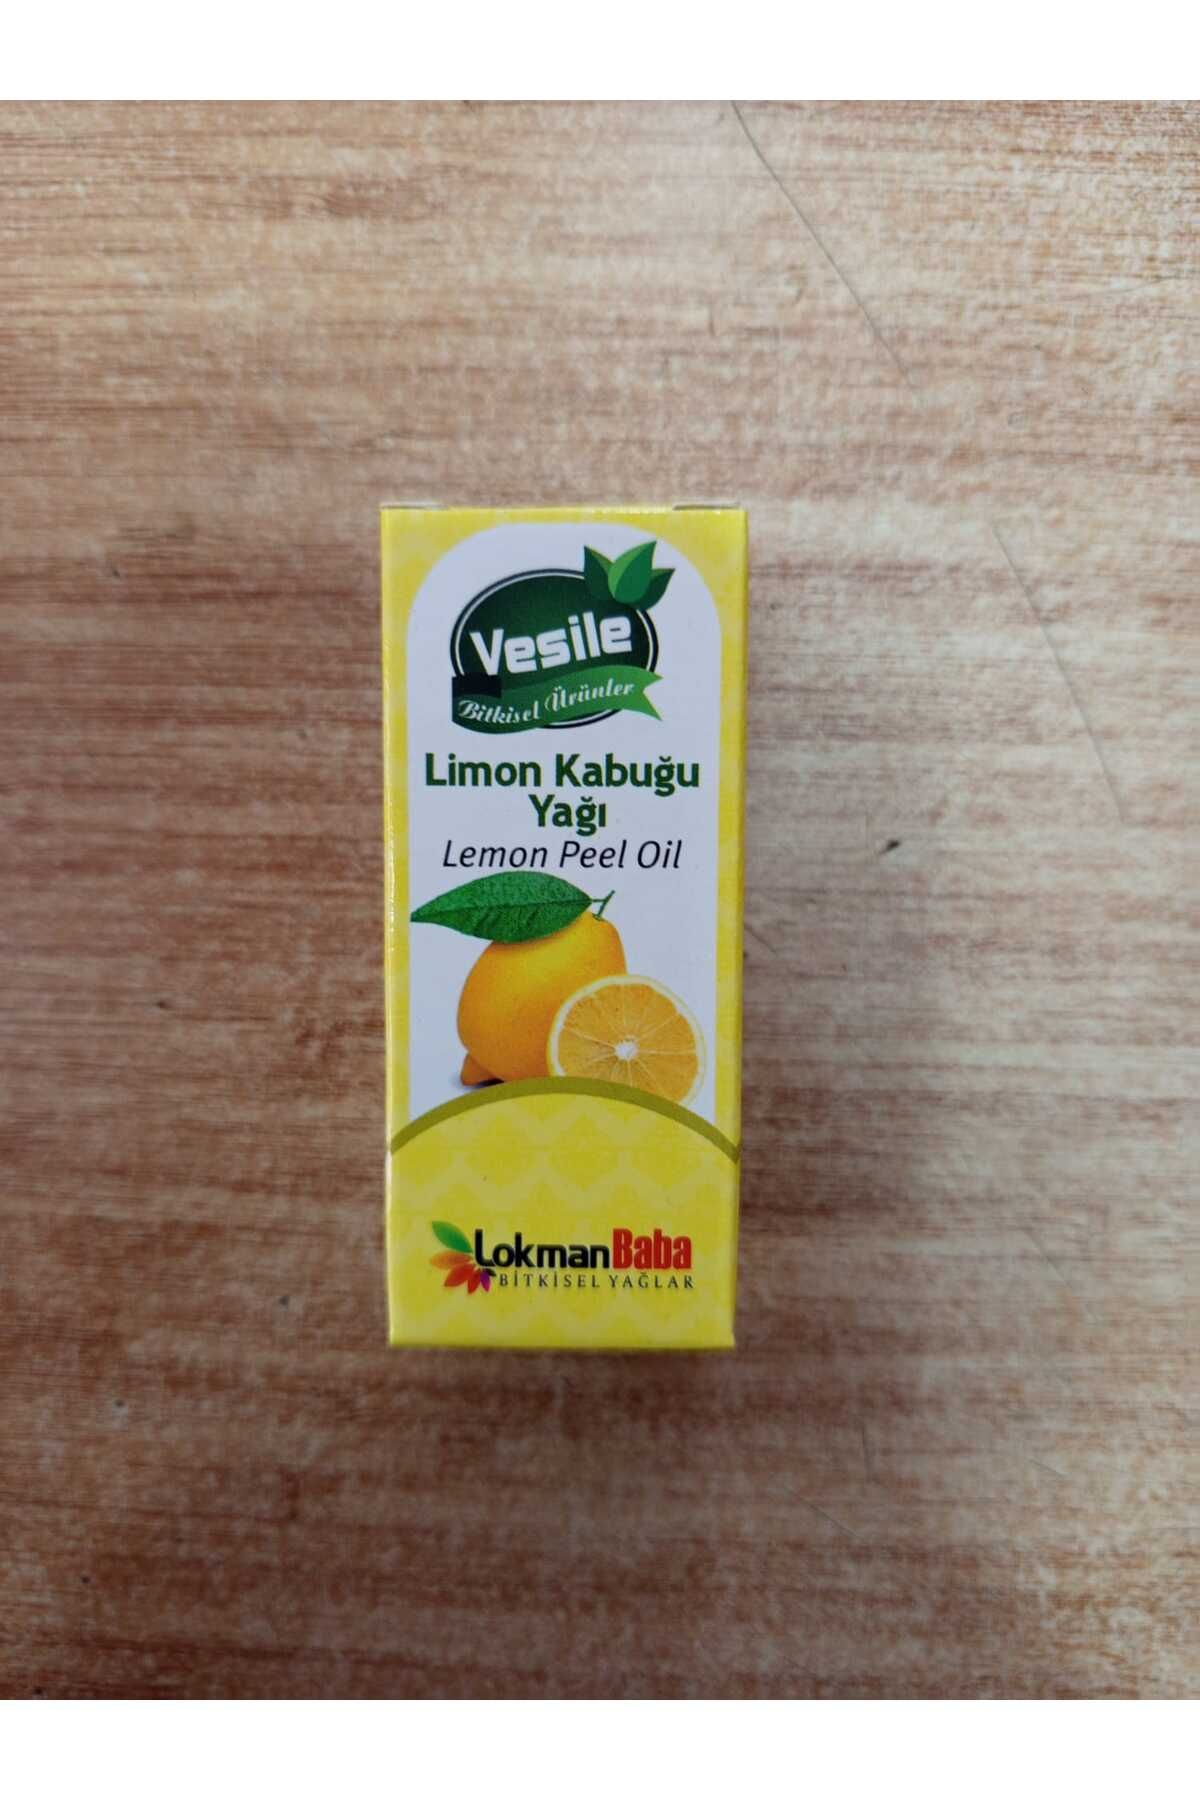 Vesile
Bitkisel Ürünler
Limon Kabuğu
Yağı
Lemon Peel Oil
LokmanBaba
BİTKİSEL YAĞLAR